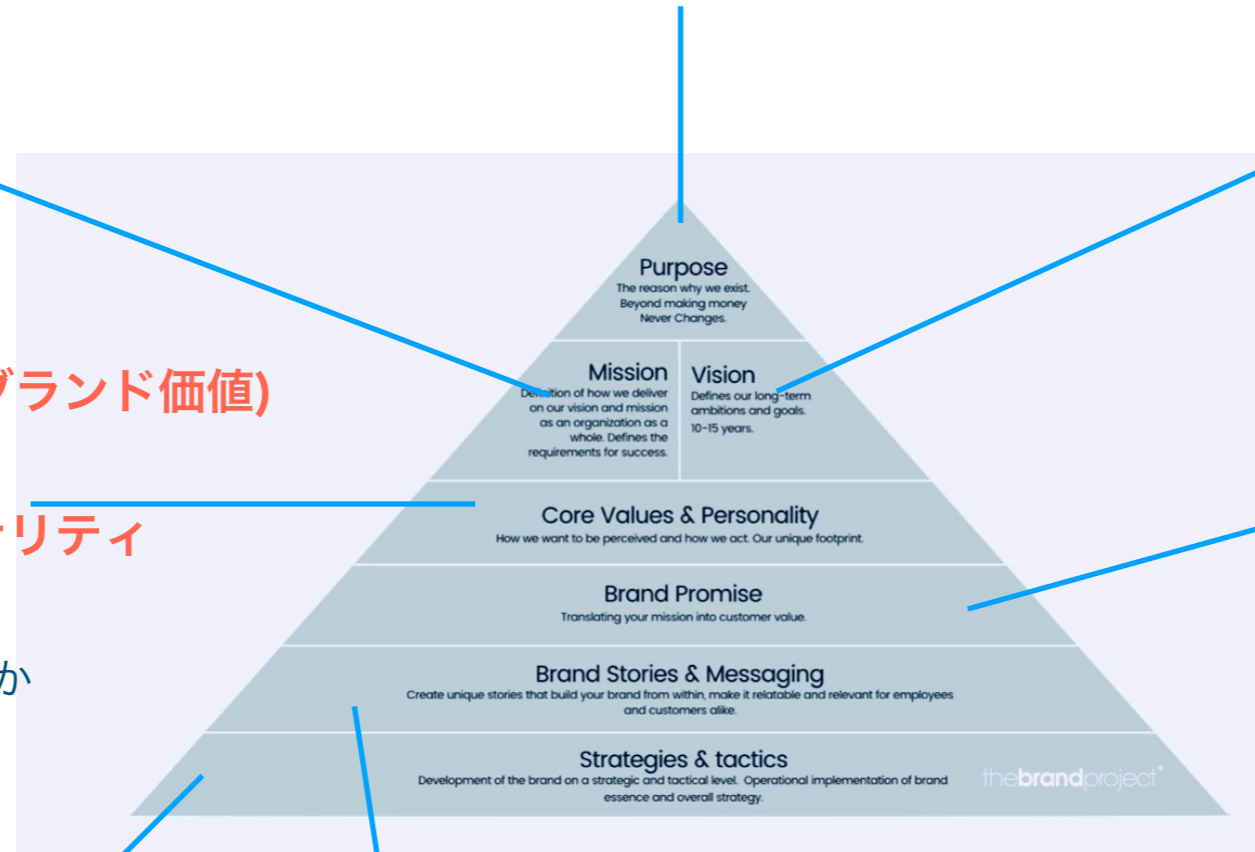 Purpose
The reason why we exist.
Beyond making money
Never Changes.
Mission
Definition of how we deliver
on our vision and mission
as an organization as a
whole. Defines the
requirements for success.
Vision
Defines our long-term
ambitions and goals.
10-15 years.
ブランド価値)
Core Values & Personality
How we want to be perceived and how we act. Our unique footprint.
リティ
Brand Promise
Translating your mission into customer value.
か
Brand Stories & Messaging
Create unique stories that build your brand from within, make it relatable and relevant for employees
and customers alike.
Strategies & tactics
Development of the brand on a strategic and tactical level. Operational implementation of brand
essence and overall strategy.
thebrandproject